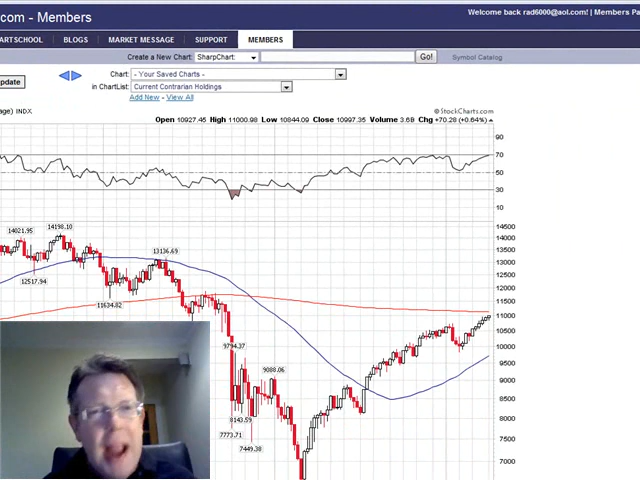 .com - Members
Welcome back rad6000@aol.com! | Members Pa
ARTSCHOOL BLOGS MARKET MESSAGE SUPPORT MEMBERS
Create a New Chart: SharpChart: Go! Symbol Catalog
pdate
Chart: - Your Saved Charts -
in ChartList: Current Contrarian Holdings
Add New - View All
age) INDX
© StockCharts.com
Open 10927.45 High 11000.98 Low 10844.09 Close 10997.35 Volume 3.6B Chg +70.28 (+0.64%)
90
70
50
30
10
14500
14021.95
14198.10
14000
13500
13136.69
13000
12517.94
12500
12000
11500
11634.82
11000
10500
10000
9794.37
9500
9088.06
9000
8500
8143.59
8000
7773.71
7500
7449.38
7000